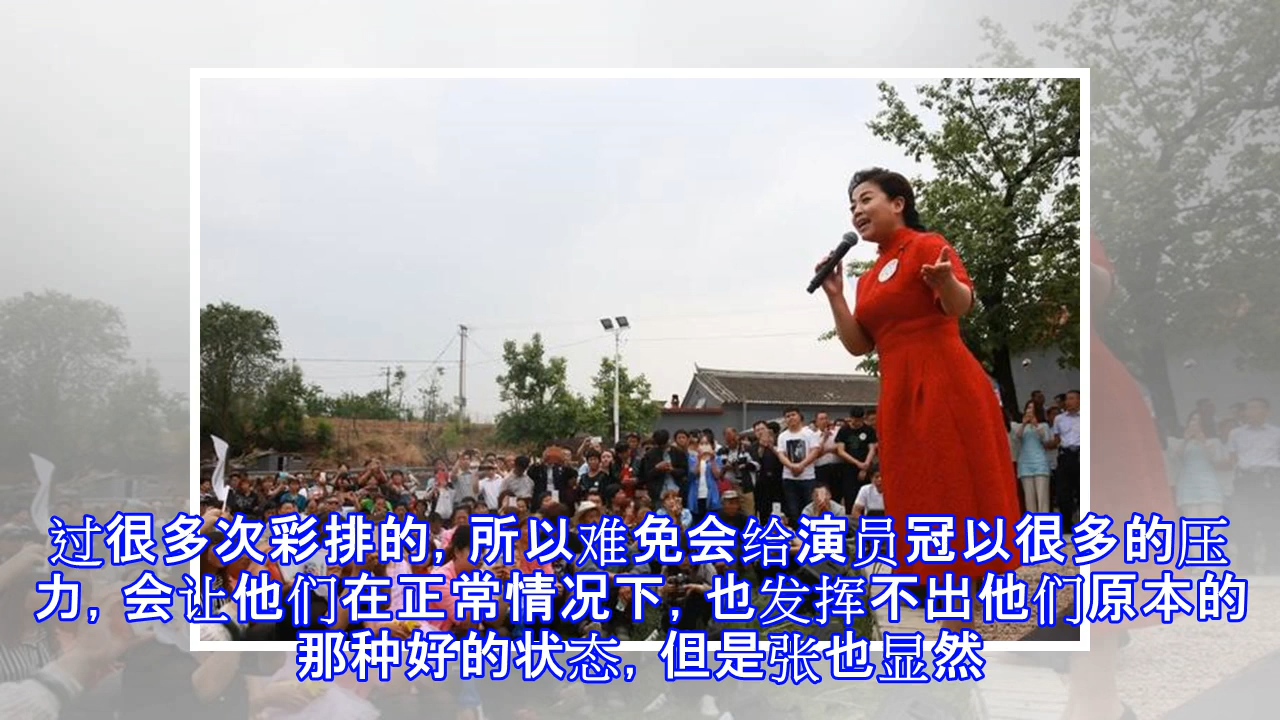 过很多次彩排的, 所以难免会给演员冠以很多的压
力, 会让他们在正常情况下, 也发挥不出他们原本的
那种好的状态, 但是张也显然